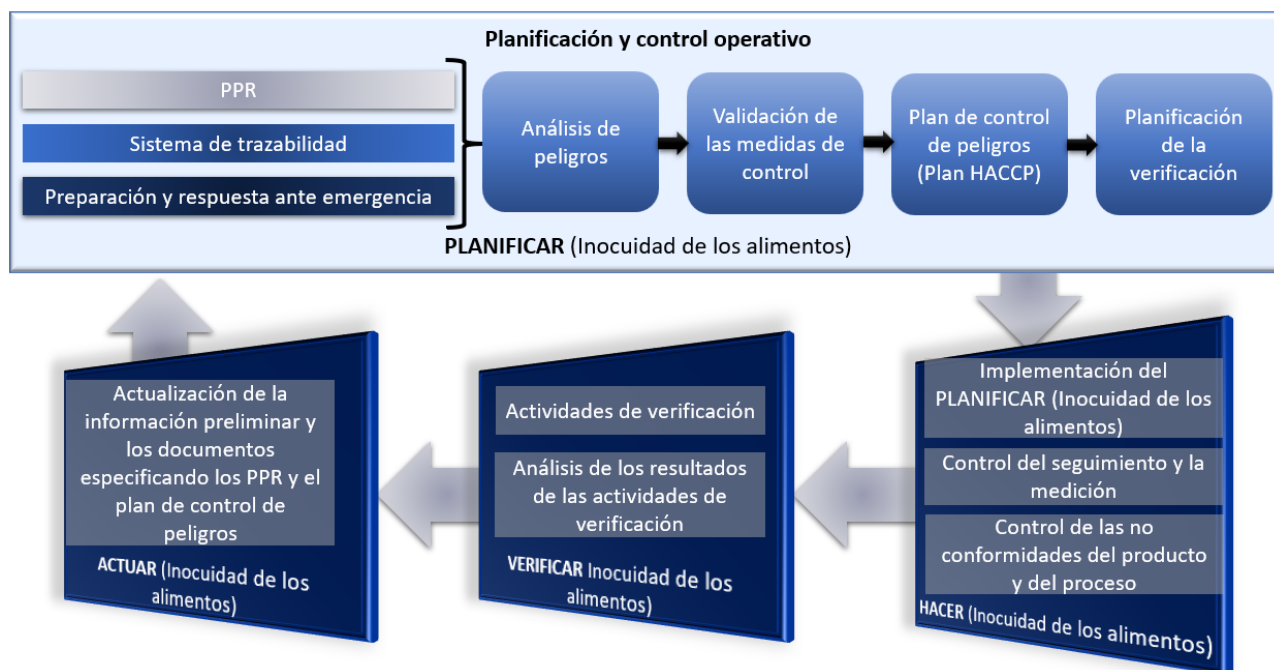 Planificación y control operativo
PPR
Sistema de trazabilidad
Preparación y respuesta ante emergencia
Análisis de
peligros
Validación de
las medidas de
control
Plan de control
de peligros
(Plan HACCP)
Planificación
de la
verificación
PLANIFICAR (Inocuidad de los alimentos)
Actualización de la
información preliminar y
los documentos
especificando los PPR y el
plan de control de
peligros
ACTUAR (Inocuidad de los
alimentos)
Actividades de verificación
Análisis de los resultados
de las actividades de
verificación
VERIFICAR Inocuidad de los
alimentos)
Implementación del
PLANIFICAR (Inocuidad de los
alimentos)
Control del seguimiento y la
medición
Control de las no
conformidades del producto
y del proceso
HACER (Inocuidad de los alimentos)